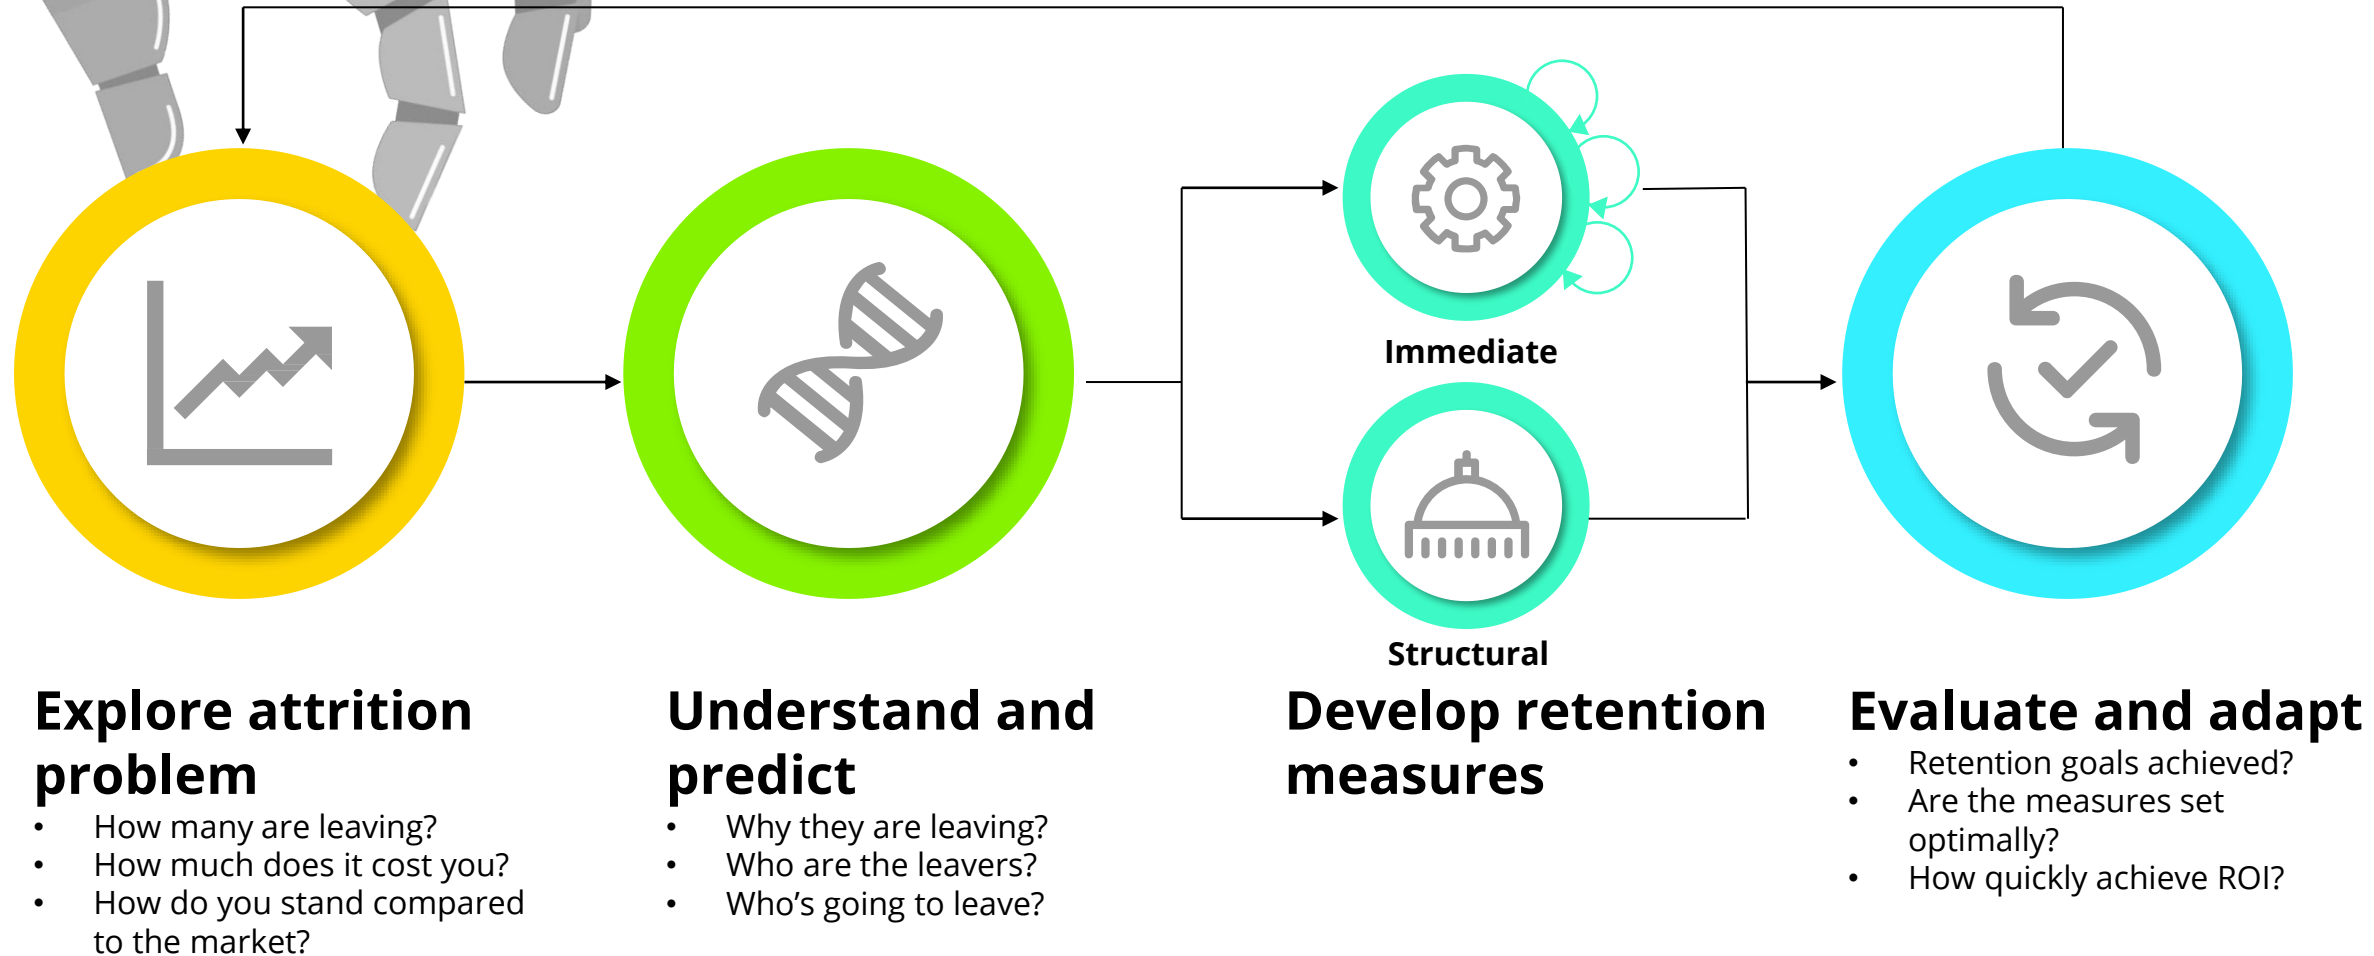 Immediate
Structural
Explore attrition
problem
• How many are leaving?
• How much does it cost you?
• How do you stand compared
to the market?
Understand and
predict
• Why they are leaving?
• Who are the leavers?
• Who’s going to leave?
Develop retention
measures
Evaluate and adapt
• Retention goals achieved?
• Are the measures set
optimally?
• How quickly achieve ROI?